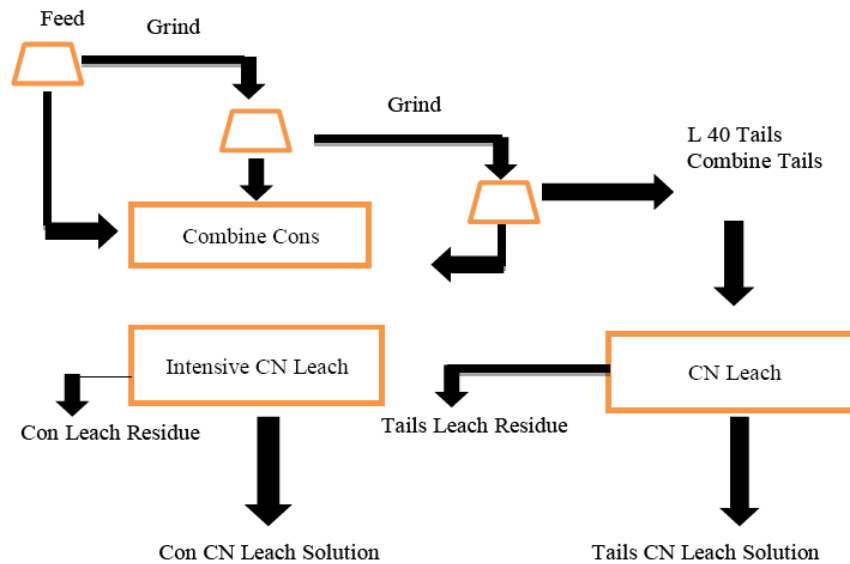 Feed
Grind
Grind
L 40 Tails
Combine Tails
Combine Cons
Intensive CN Leach
CN Leach
Con Leach Residue
Tails Leach Residue
Con CN Leach Solution
Tails CN Leach Solution